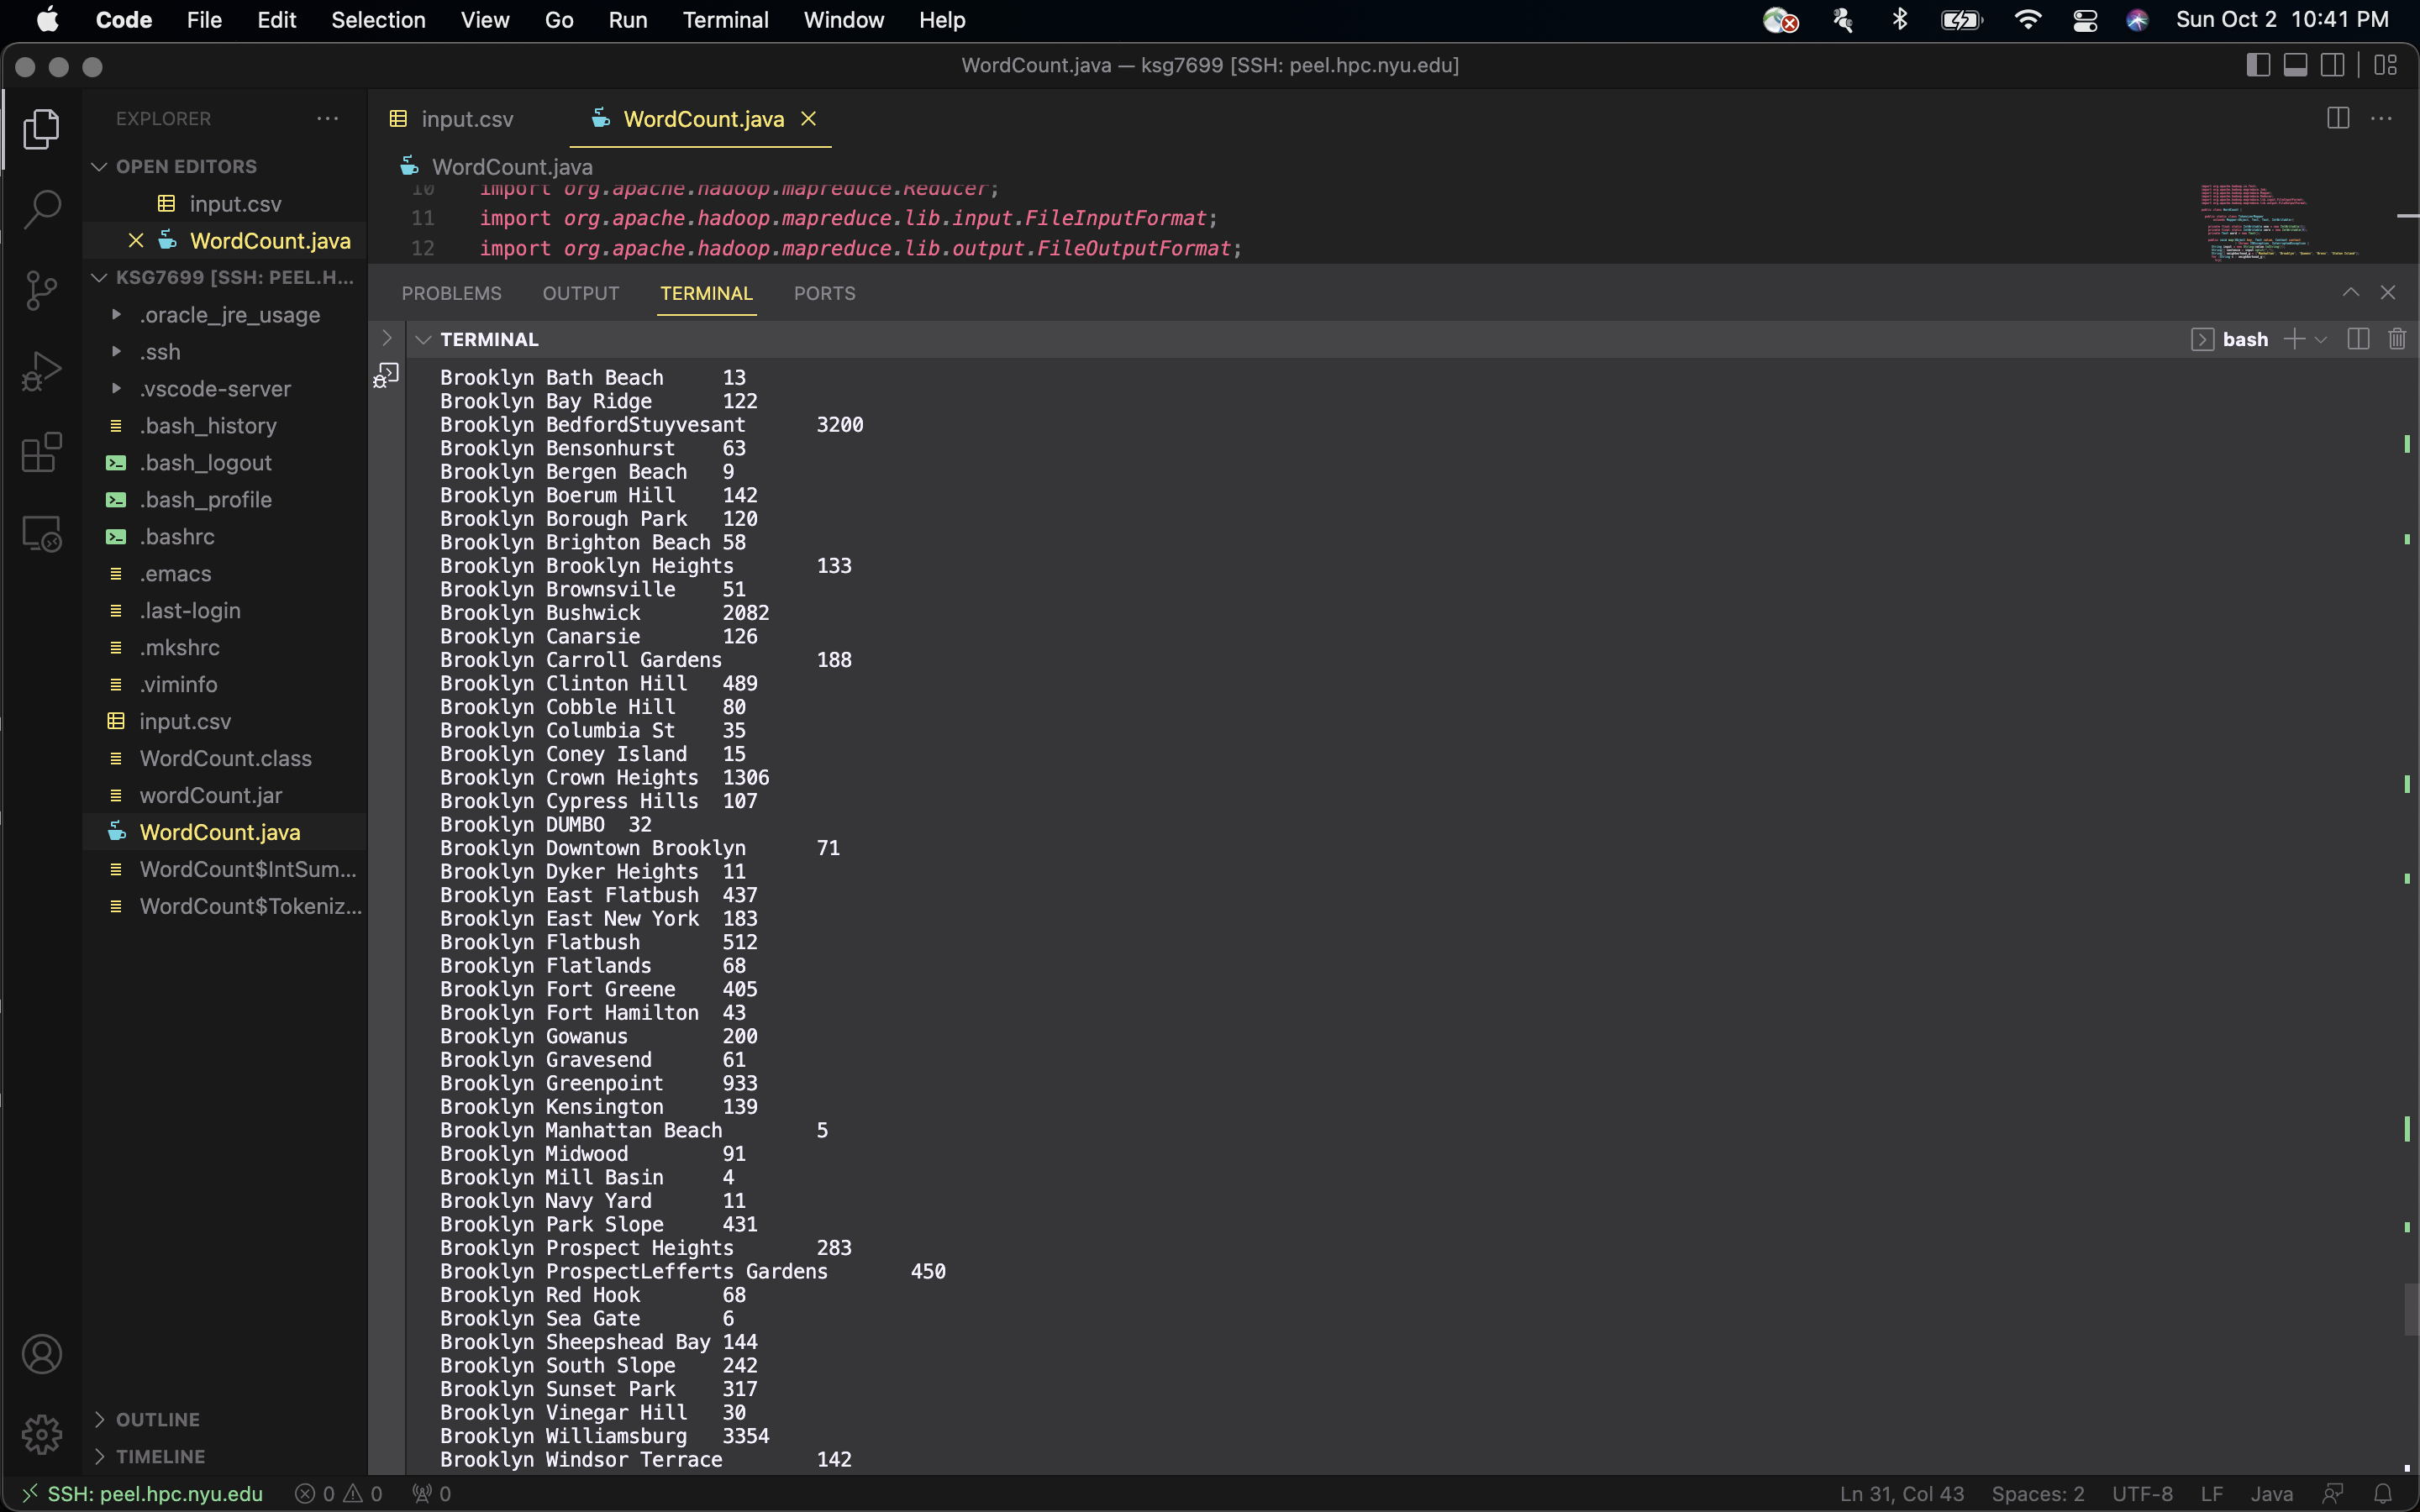 Code File Edit Selection View Go Run Terminal Window Help Sun Oct 2 10:41 PM
WordCount.java — ksg7699 [SSH: peel.hpc.nyu.edu]
EXPLORER
OPEN EDITORS
input.csv
WordCount.java
KSG7699 [SSH: PEEL.H...
.oracle_jre_usage
.ssh
.vscode-server
.bash_history
.bash_logout
.bash_profile
.bashrc
.emacs
.last-login
.mkshrc
.viminfo
input.csv
WordCount.class
wordCount.jar
WordCount.java
WordCount$IntSum...
WordCount$Tokeniz...
OUTLINE
TIMELINE
input.csv WordCount.java
WordCount.java
10 import org.apache.hadoop.mapreduce.Reducer;
11 import org.apache.hadoop.mapreduce.lib.input.FileInputFormat;
12 import org.apache.hadoop.mapreduce.lib.output.FileOutputFormat;
PROBLEMS OUTPUT TERMINAL PORTS
TERMINAL bash
Brooklyn Bath Beach 13
Brooklyn Bay Ridge 122
Brooklyn BedfordStuyvesant 3200
Brooklyn Bensonhurst 63
Brooklyn Bergen Beach 9
Brooklyn Boerum Hill 142
Brooklyn Borough Park 120
Brooklyn Brighton Beach 58
Brooklyn Brooklyn Heights 133
Brooklyn Brownsville 51
Brooklyn Bushwick 2082
Brooklyn Canarsie 126
Brooklyn Carroll Gardens 188
Brooklyn Clinton Hill 489
Brooklyn Cobble Hill 80
Brooklyn Columbia St 35
Brooklyn Coney Island 15
Brooklyn Crown Heights 1306
Brooklyn Cypress Hills 107
Brooklyn DUMBO 32
Brooklyn Downtown Brooklyn 71
Brooklyn Dyker Heights 11
Brooklyn East Flatbush 437
Brooklyn East New York 183
Brooklyn Flatbush 512
Brooklyn Flatlands 68
Brooklyn Fort Greene 405
Brooklyn Fort Hamilton 43
Brooklyn Gowanus 200
Brooklyn Gravesend 61
Brooklyn Greenpoint 933
Brooklyn Kensington 139
Brooklyn Manhattan Beach 5
Brooklyn Midwood 91
Brooklyn Mill Basin 4
Brooklyn Navy Yard 11
Brooklyn Park Slope 431
Brooklyn Prospect Heights 283
Brooklyn ProspectLefferts Gardens 450
Brooklyn Red Hook 68
Brooklyn Sea Gate 6
Brooklyn Sheepshead Bay 144
Brooklyn South Slope 242
Brooklyn Sunset Park 317
Brooklyn Vinegar Hill 30
Brooklyn Williamsburg 3354
Brooklyn Windsor Terrace 142
SSH: peel.hpc.nyu.edu 0 0 0 Ln 31, Col 43 Spaces: 2 UTF-8 LF Java